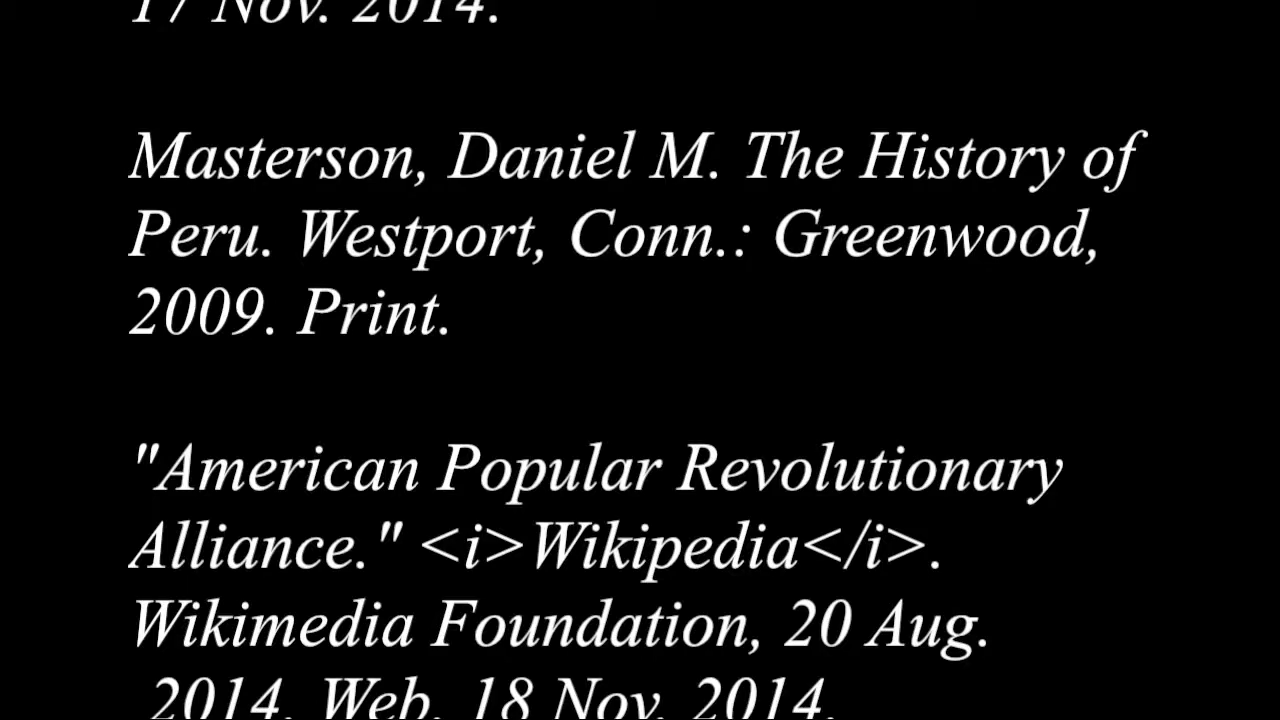 17 Nov. 2014.
Masterson, Daniel M. The History of
Peru. Westport, Conn.: Greenwood,
2009. Print.
"American Popular Revolutionary
Alliance." <i>Wikipedia</i>.
Wikimedia Foundation, 20 Aug.
2014. Web. 18 Nov. 2014.